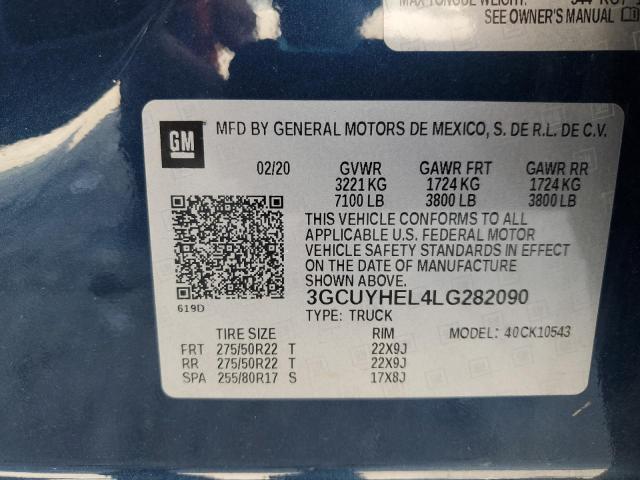 MAX TONGUE WEIGHT:
SEE OWNER'S MANUAL
GM
MFD BY GENERAL MOTORS DE MEXICO, S. DE R.L. DE C.V.
02/20 GVWR GAWR FRT GAWR RR
3221 KG 1724 KG 1724 KG
7100 LB 3800 LB 3800 LB
THIS VEHICLE CONFORMS TO ALL
APPLICABLE U.S. FEDERAL MOTOR
VEHICLE SAFETY STANDARDS IN EFFECT
ON THE DATE OF MANUFACTURE
SHOWN ABOVE.
3GCUYHEL4LG282090
619D
TYPE: TRUCK
TIRE SIZE RIM MODEL: 40CK10543
FRT 275/50R22 T 22X9J
RR 275/50R22 T 22X9J
SPA 255/80R17 S 17X8J